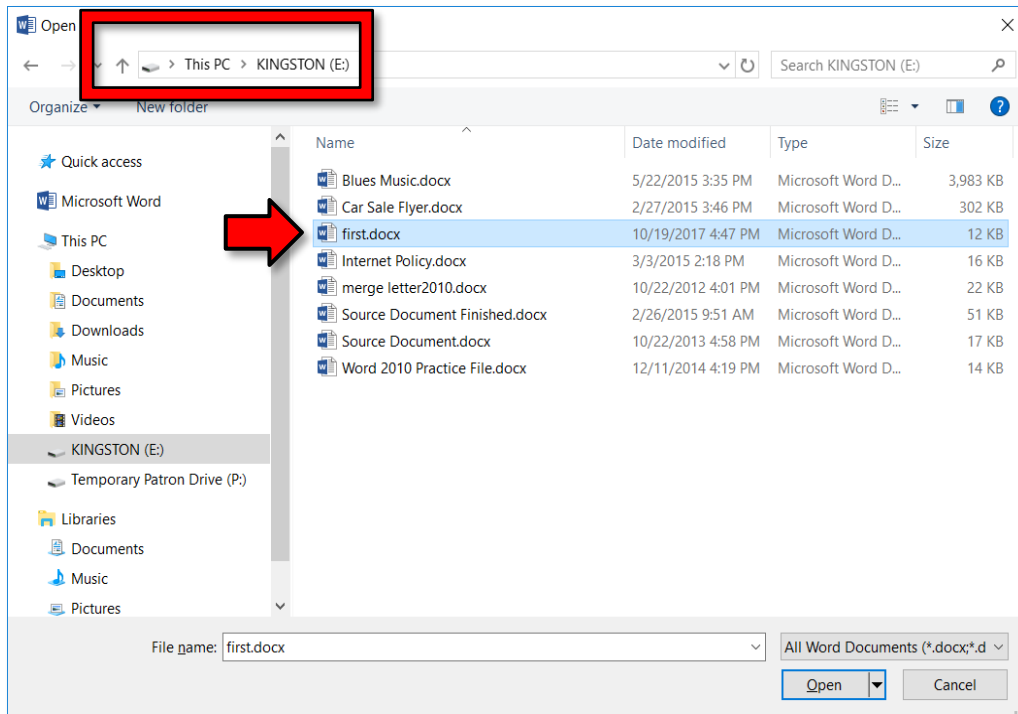 Open
This PC > KINGSTON (E:)
Search KINGSTON (E:)
Organize
New folder
Name Date modified Type Size
Quick access
Microsoft Word
This PC
Desktop
Documents
Downloads
Music
Pictures
Videos
KINGSTON (E:)
Temporary Patron Drive (P:)
Libraries
Documents
Music
Pictures
Blues Music.docx 5/22/2015 3:35 PM Microsoft Word D... 3,983 KB
Car Sale Flyer.docx 2/27/2015 3:46 PM Microsoft Word D... 302 KB
first.docx 10/19/2017 4:47 PM Microsoft Word D... 12 KB
Internet Policy.docx 3/3/2015 2:18 PM Microsoft Word D... 16 KB
merge letter2010.docx 10/22/2012 4:01 PM Microsoft Word D... 22 KB
Source Document Finished.docx 2/26/2015 9:51 AM Microsoft Word D... 51 KB
Source Document.docx 10/22/2013 4:58 PM Microsoft Word D... 17 KB
Word 2010 Practice File.docx 12/11/2014 4:19 PM Microsoft Word D... 14 KB
File name: first.docx
All Word Documents (*.docx;*.d
Open
Cancel